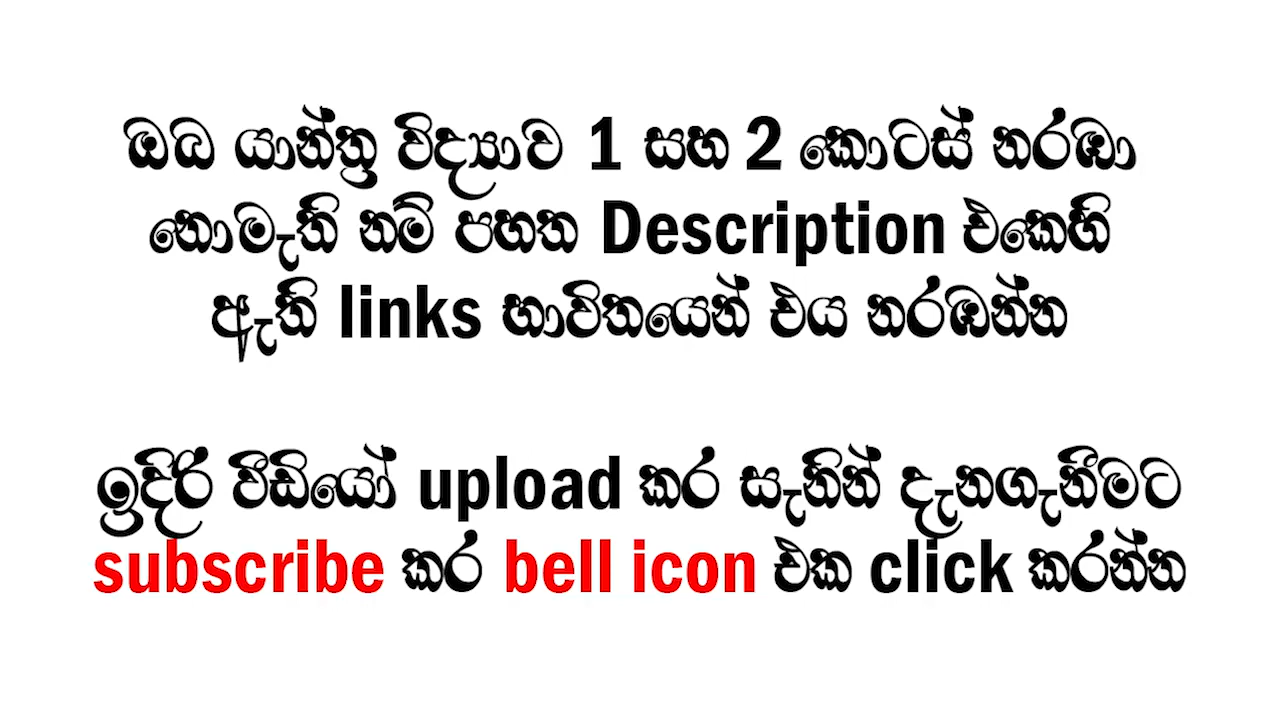 ඔබ යාන්ත්‍ර විද්‍යාව 1 සහ 2 කොටස් නරඹා
නොමැති නම් පහත Description එකෙහි
ඇති links භාවිතයෙන් එය නරඹන්න
ඉදිරි වීඩියෝ upload කර සැනින් දැනගැනීමට
subscribe කර bell icon එක click කරන්න